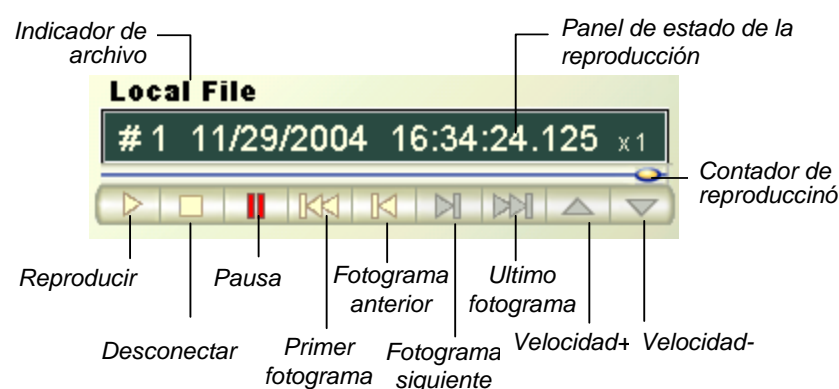 Indicador de
archivo
Panel de estado de la
reproducción
Local File
# 1 11/29/2004 16:34:24.125 x 1
Contador de
reproduccinó
Reproducir
Pausa
Fotograma
anterior
Ultimo
fotograma
Desconectar
Primer
fotograma
Fotograma
siguiente
Velocidad+
Velocidad-